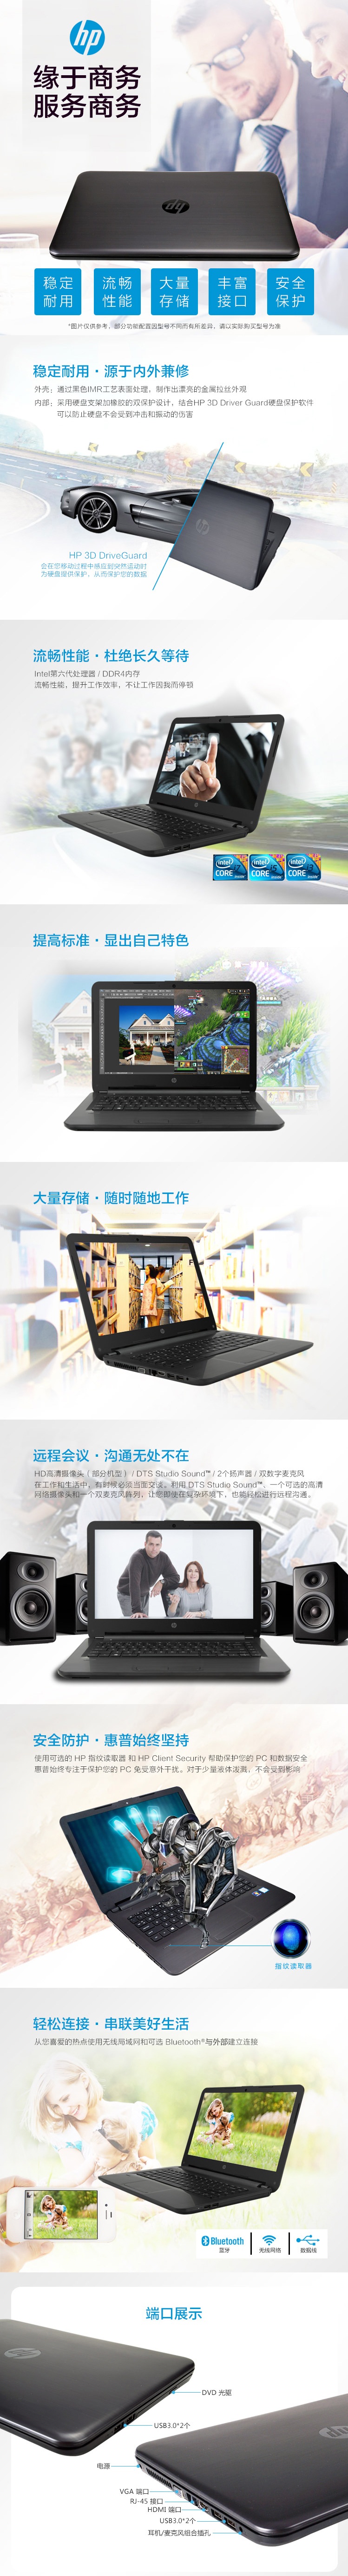 hp
缘于商务
服务商务
稳定
耐用
流畅
性能
大量
存储
丰富
接口
安全
保护
*图片仅供参考，部分功能配置因型号不同而有所差异，请以实际购买型号为准
稳定耐用·源于内外兼修
外壳：通过黑色IMR工艺表面处理，制作出漂亮的金属拉丝外观
内部：采用硬盘支架加橡胶的双保护设计，结合HP 3D Driver Guard硬盘保护软件
可以防止硬盘不会受到冲击和振动的伤害
HP 3D DriveGuard
会在您移动过程中感应到突然运动时
为硬盘提供保护，从而保护您的数据
流畅性能·杜绝长久等待
Intel第六代处理器 / DDR4内存
流畅性能，提升工作效率，不让工作因我而停顿
intel CORE
intel CORE
intel CORE
提高标准·显出自己特色
大量存储·随时随地工作
远程会议·沟通无处不在
HD高清摄像头（部分机型） / DTS Studio Sound™ / 2个扬声器 / 双数字麦克风
在工作和生活中，有时候必须当面交谈，利用 DTS Studio Sound™、一个可选的高清
网络摄像头和一个双麦克风阵列，让您即使在复杂环境下，也能轻松进行远程沟通。
安全防护·惠普始终坚持
使用可选的 HP 指纹读取器 和 HP Client Security 帮助保护您的 PC 和数据安全
惠普始终专注于保护您的 PC 免受意外干扰，对于少量液体泼溅，不会受到影响
指纹读取器
轻松连接·串联美好生活
从您喜爱的热点使用无线局域网和可选 Bluetooth®与外部建立连接
Bluetooth
蓝牙
无线网络
数据线
端口展示
DVD 光驱
USB3.0*2个
电源
VGA 端口
RJ-45 接口
HDMI 端口
USB3.0*2个
耳机/麦克风组合插孔